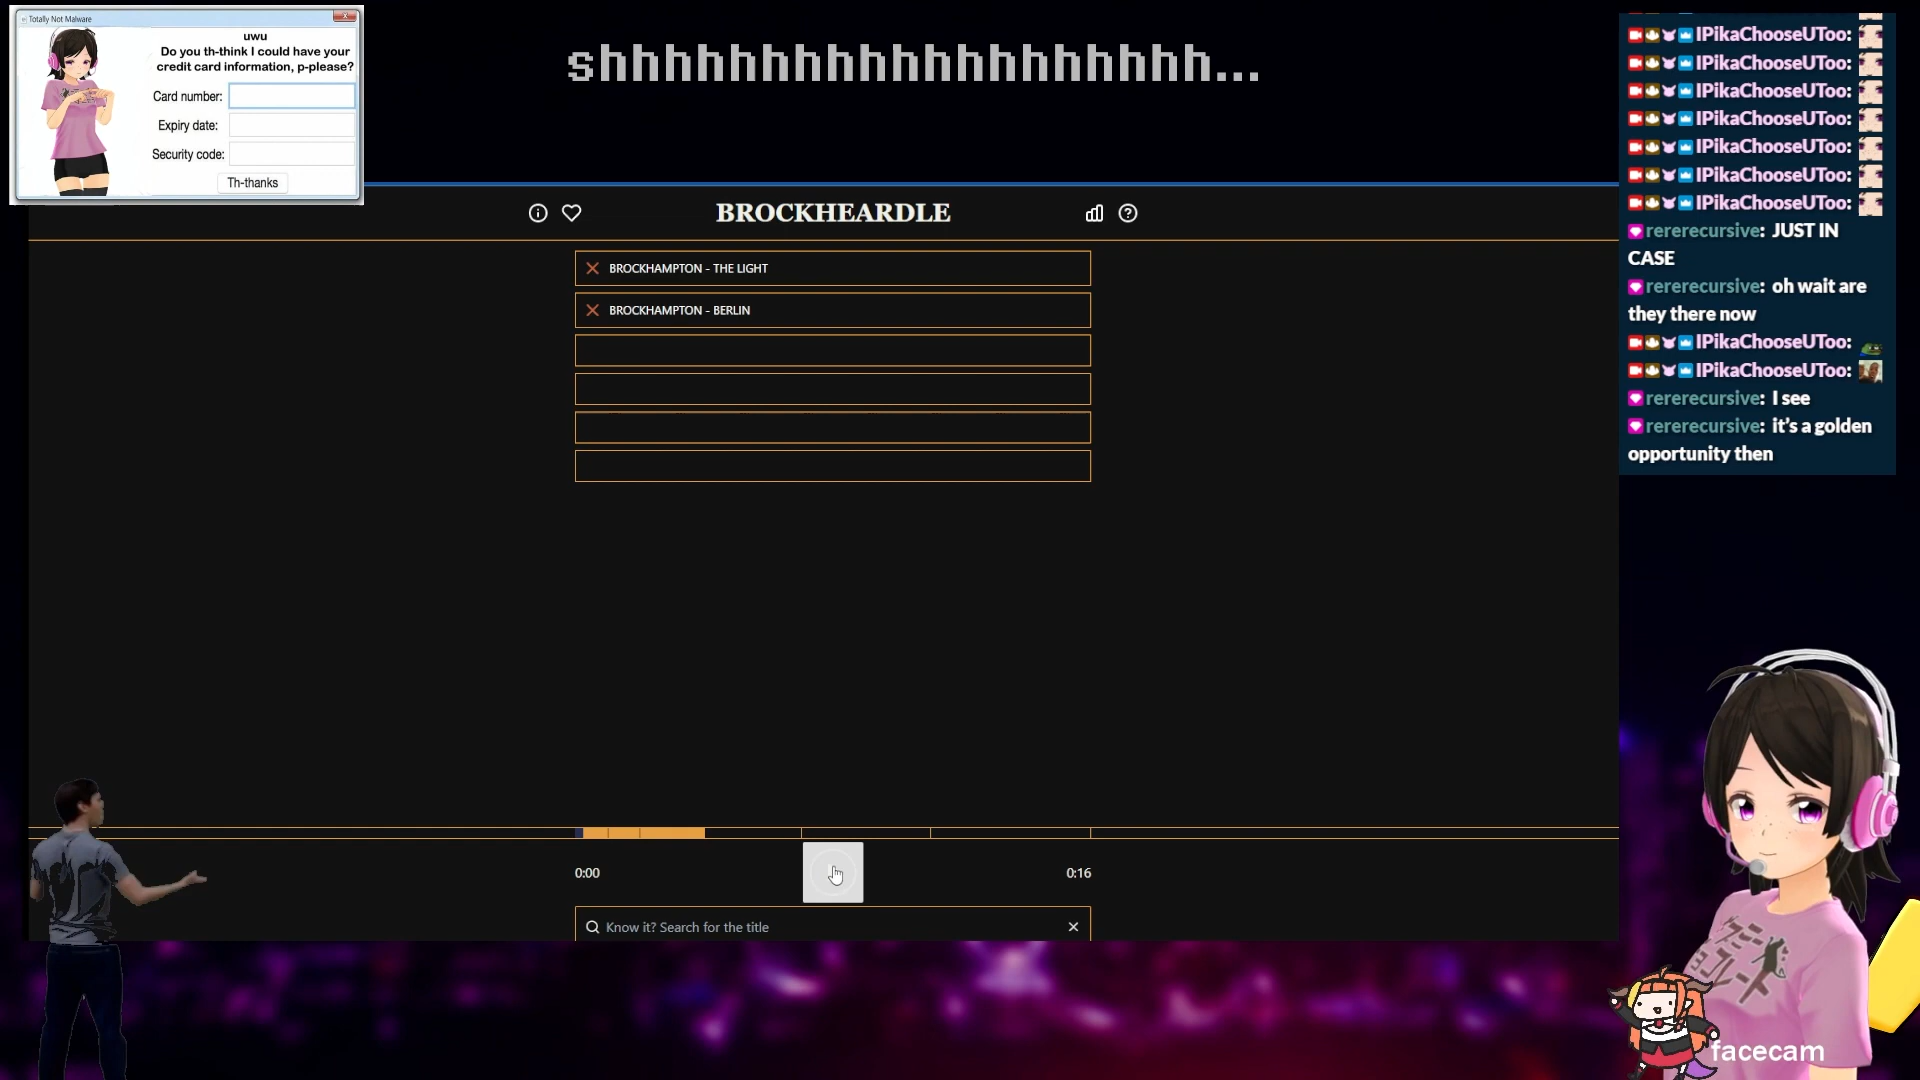 Totally Not Malware
uwu
Do you th-think I could have your
credit card information, p-please?
Card number:
Expiry date:
Security code:
Th-thanks
shhhhhhhhhhhhhhhhhhh...
BROCKHEARDLE
BROCKHAMPTON - THE LIGHT
BROCKHAMPTON - BERLIN
0:00
0:16
Know it? Search for the title
IPikaChooseUToo:
IPikaChooseUToo:
IPikaChooseUToo:
IPikaChooseUToo:
IPikaChooseUToo:
IPikaChooseUToo:
IPikaChooseUToo:
rererecursive: JUST IN
CASE
rererecursive: oh wait are
they there now
IPikaChooseUToo:
IPikaChooseUToo:
rererecursive: I see
rererecursive: it's a golden
opportunity then
facecam